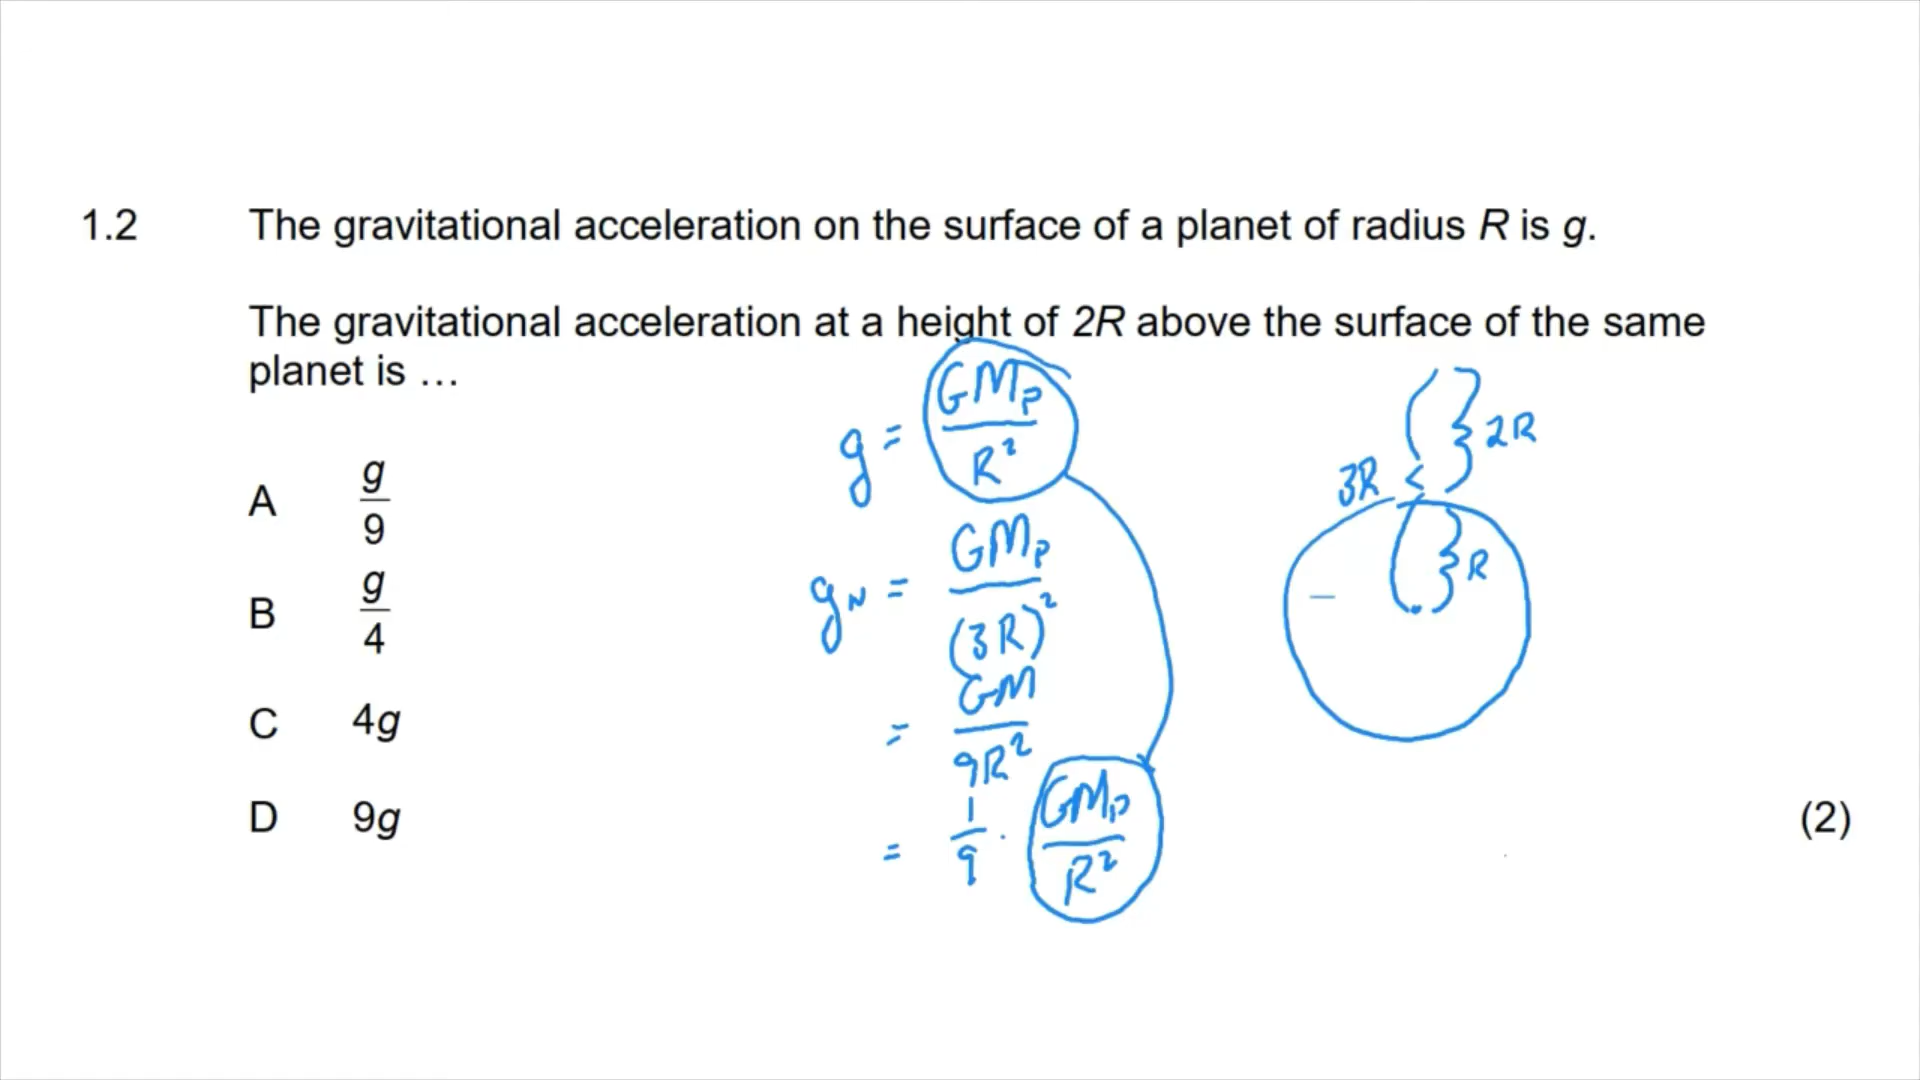 1.2 The gravitational acceleration on the surface of a planet of radius R is g.
The gravitational acceleration at a height of 2R above the surface of the same
planet is …
A g/9
B g/4
C 4g
D 9g
(2)
g = GMp/R²
gN = GMp/(3R)²
= GM/9R²
= 1/9 · GMp/R²
2R
3R
R